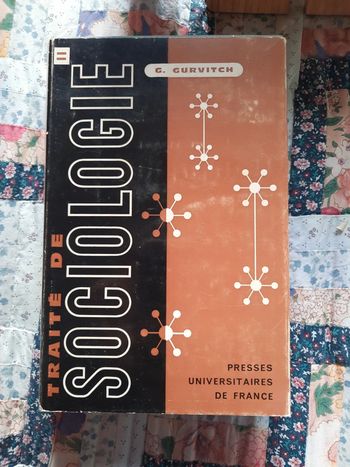 II
G. GURVITCH
TRAITÉ DE
SOCIOLOGIE
PRESSES
UNIVERSITAIRES
DE FRANCE